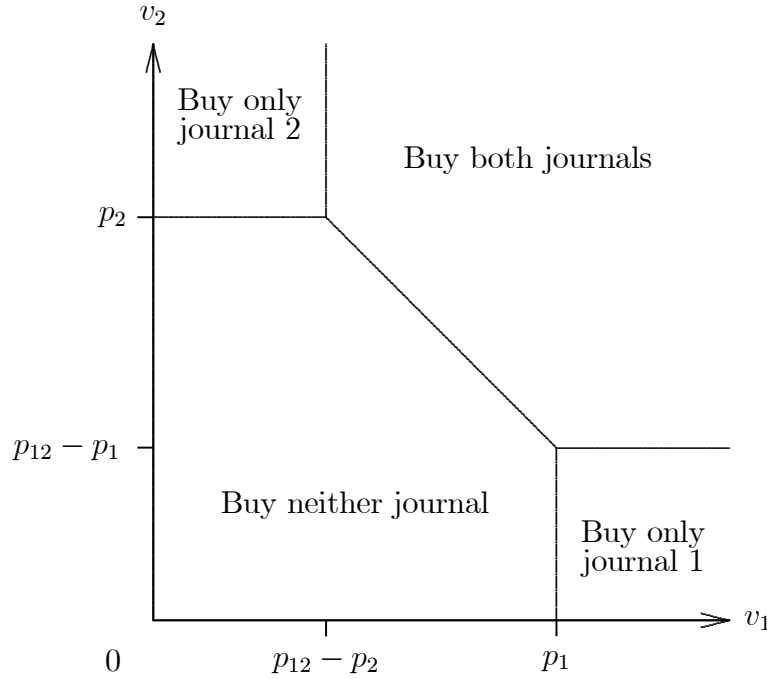 v₂
Buy only
journal 2
Buy both journals
p₂
p₁₂ − p₁
Buy neither journal
Buy only
journal 1
v₁
0
p₁₂ − p₂
p₁